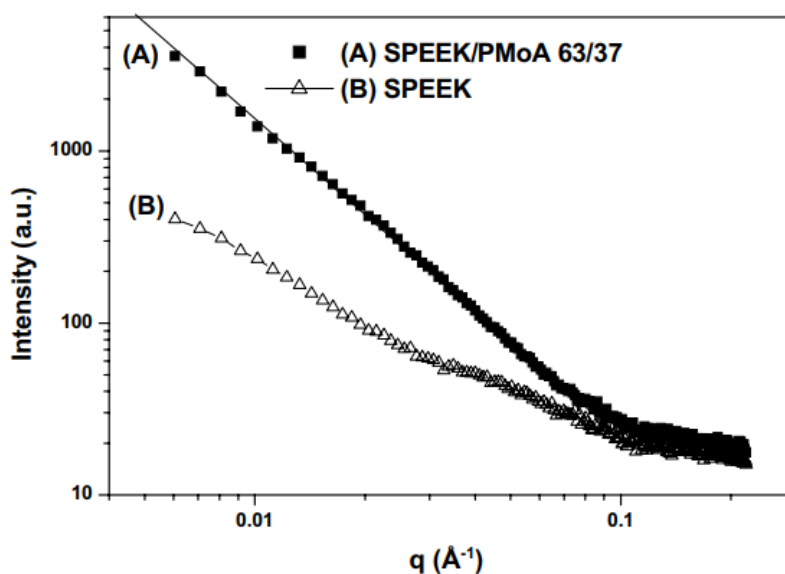 (A)
(A) SPEEK/PMoA 63/37
(B) SPEEK
1000
(B)
Intensity (a.u.)
100
10
0.01
0.1
q (Å⁻¹)